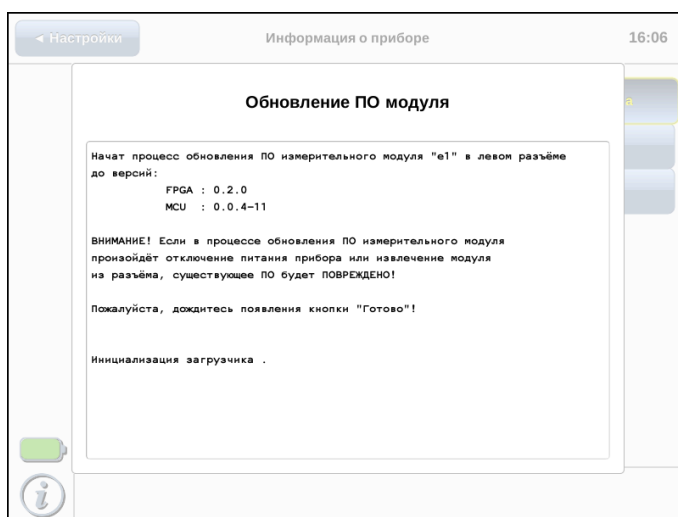 ◄ Настройки
Информация о приборе
16:06
Обновление ПО модуля
а
Начат процесс обновления ПО измерительного модуля "e1" в левом разъёме
до версий:
FPGA : 0.2.0
MCU : 0.0.4-11
ВНИМАНИЕ! Если в процессе обновления ПО измерительного модуля
произойдёт отключение питания прибора или извлечение модуля
из разъёма, существующее ПО будет ПОВРЕЖДЕНО!
Пожалуйста, дождитесь появления кнопки "Готово"!
Инициализация загрузчика .